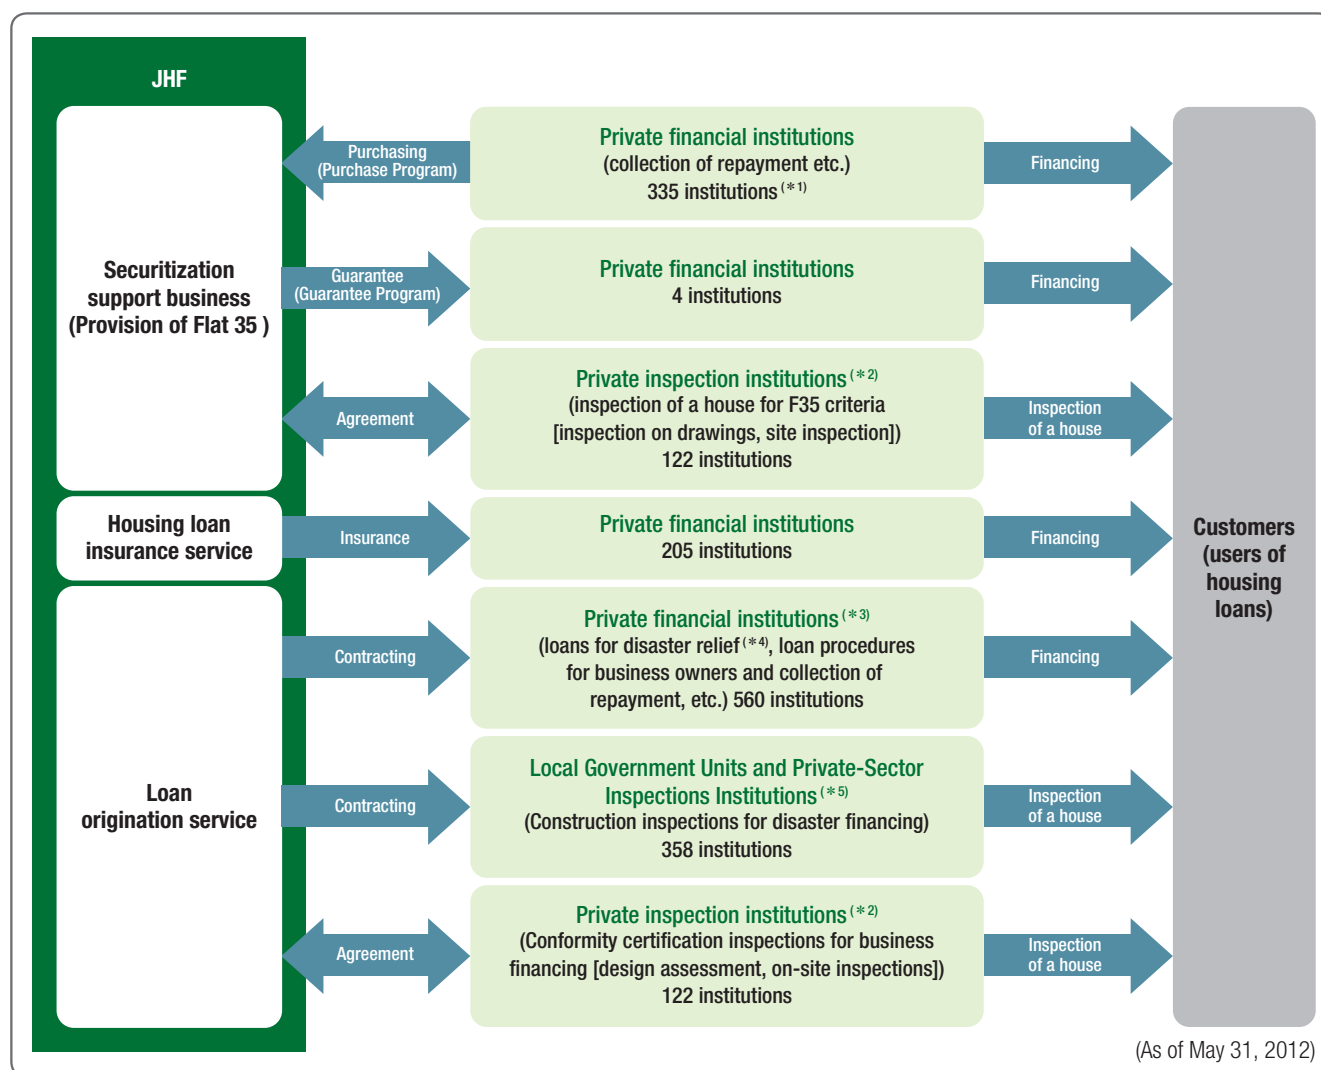 JHF
Securitization
support business
(Provision of Flat 35 )
Purchasing
(Purchase Program)
Private financial institutions
(collection of repayment etc.)
335 institutions (*1)
Financing
Guarantee
(Guarantee Program)
Private financial institutions
4 institutions
Financing
Agreement
Private inspection institutions (*2)
(inspection of a house for F35 criteria
[inspection on drawings, site inspection])
122 institutions
Inspection
of a house
Housing loan
insurance service
Insurance
Private financial institutions
205 institutions
Financing
Loan
origination service
Contracting
Private financial institutions (*3)
(loans for disaster relief (*4), loan procedures
for business owners and collection of
repayment, etc.) 560 institutions
Financing
Contracting
Local Government Units and Private-Sector
Inspections Institutions (*5)
(Construction inspections for disaster financing)
358 institutions
Inspection
of a house
Agreement
Private inspection institutions (*2)
(Conformity certification inspections for business
financing [design assessment, on-site inspections])
122 institutions
Inspection
of a house
Customers
(users of
housing
loans)
(As of May 31, 2012)